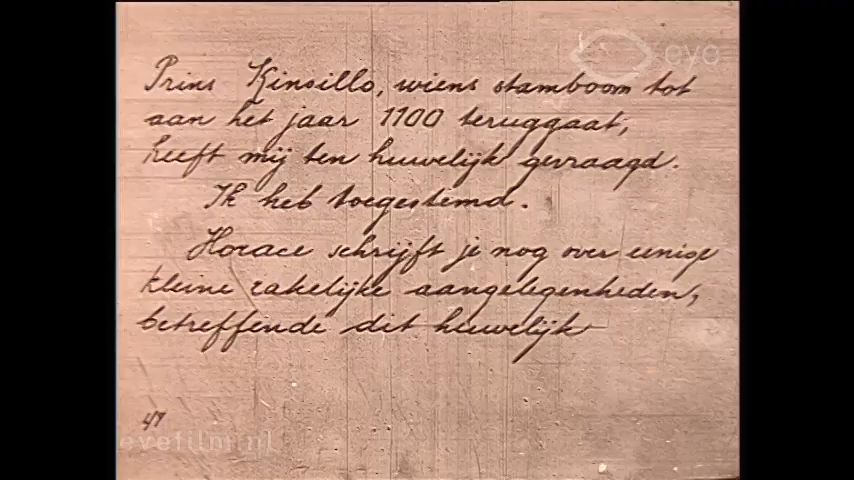 eye
Prins Kinsillo, wiens stamboom tot
aan het jaar 1100 teruggaat,
heeft mij ten huwelijk gevraagd.
Ik heb toegestemd.
Horace schrijft je nog over eenige
kleine zakelijke aangelegenheden,
betreffende dit huwelijk
47
eyefilm.nl